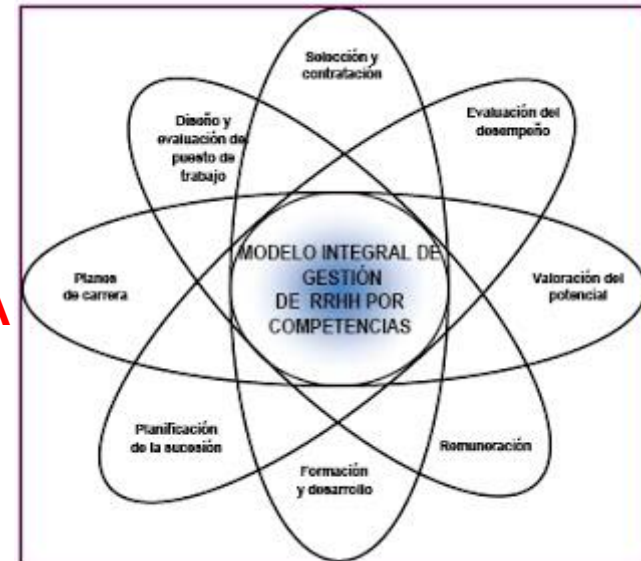 Selección y
contratación
Evaluación del
desempeño
Diseño y
evaluación de
puesto de
trabajo
MODELO INTEGRAL DE
GESTIÓN
DE RRHH POR
COMPETENCIAS
Planes
de carrera
Valoración del
potencial
A
Planificación
de la sucesión
Remuneración
Formación
y desarrollo